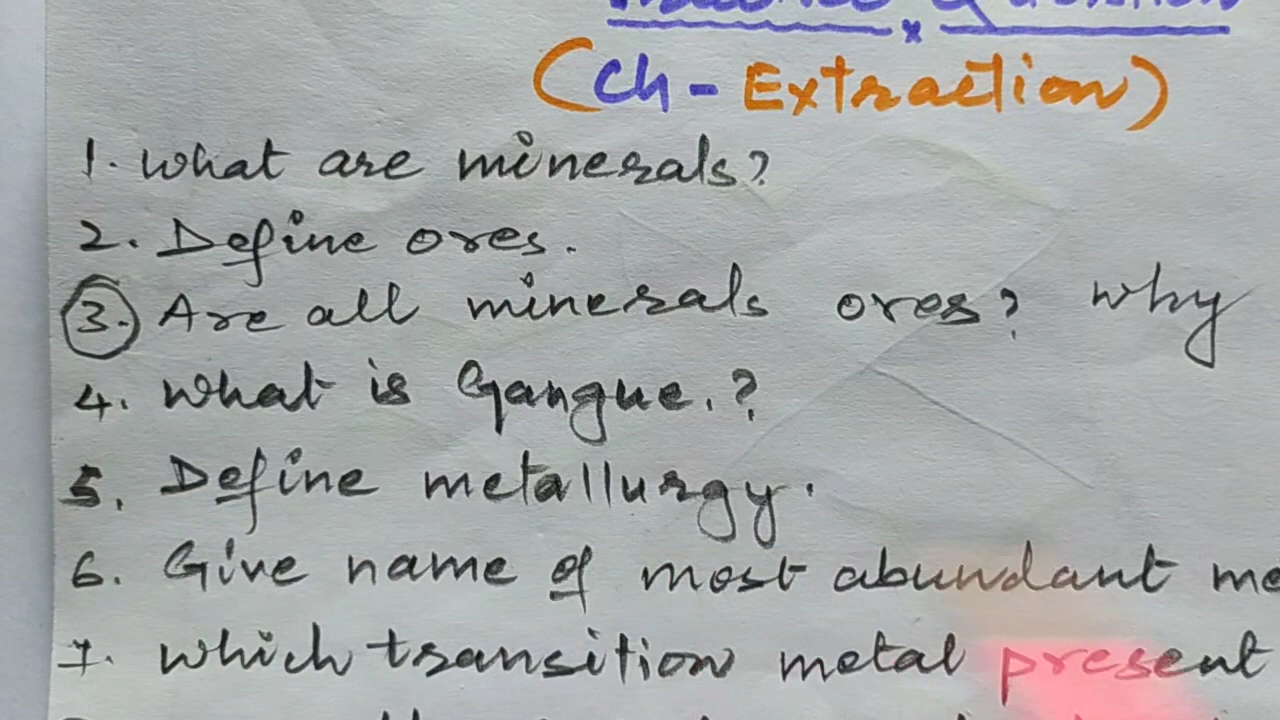 (Ch - Extraction)
1. What are minerals?
2. Define ores.
3. Are all minerals ores? Why
4. What is Gangue.?
5. Define metallurgy.
6. Give name of most abundant me
7. Which transition metal present